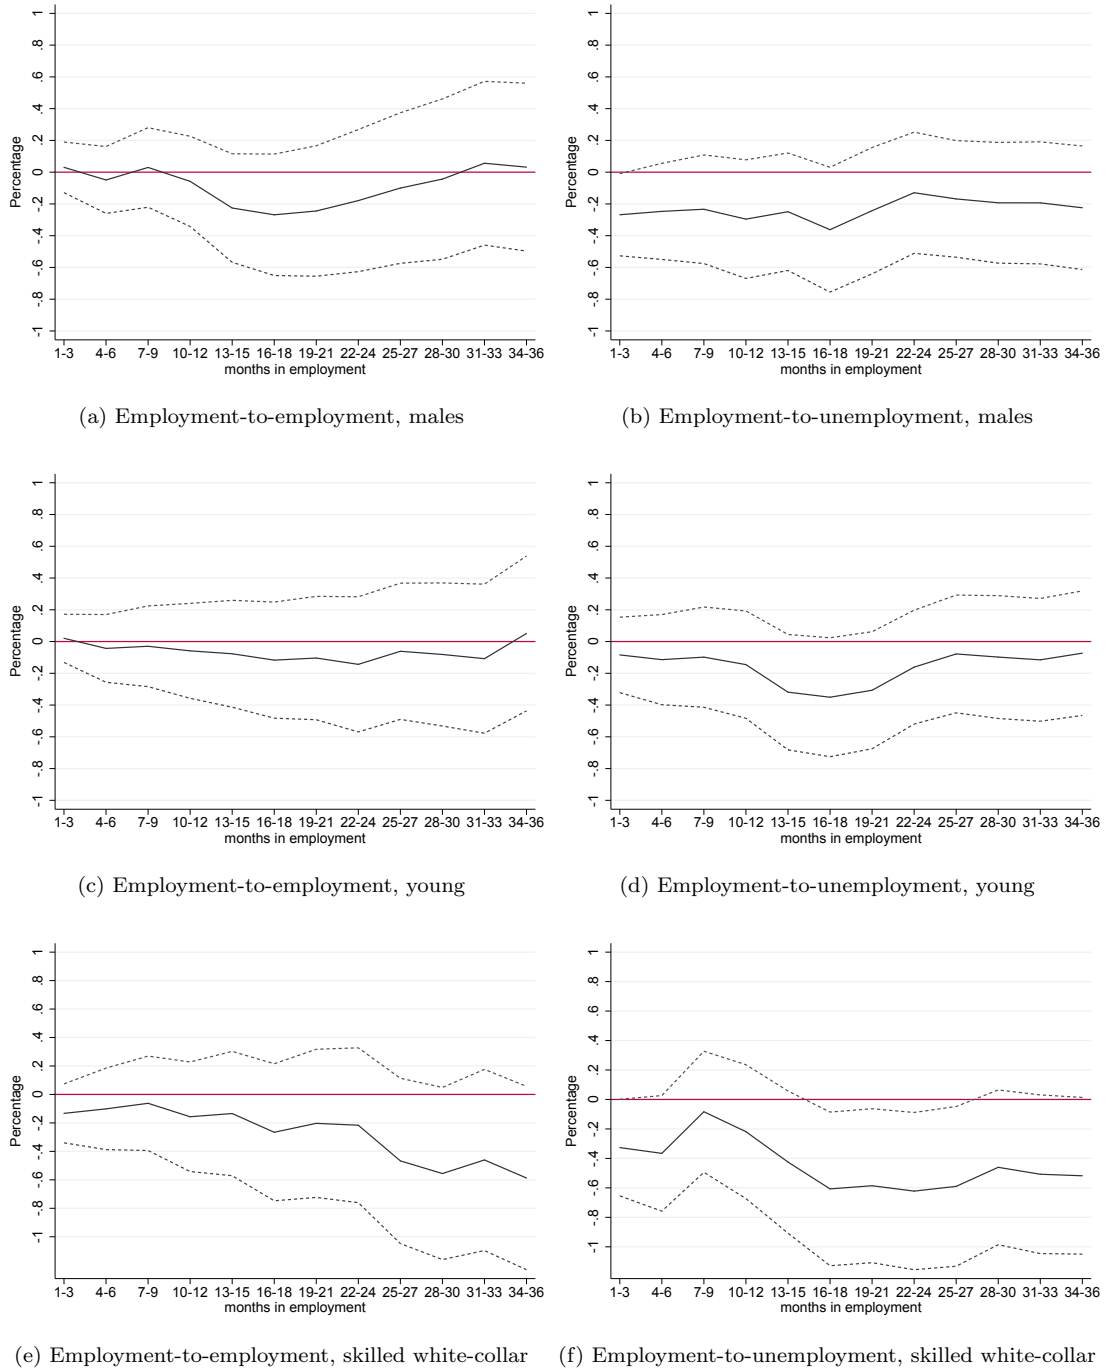 Percentage
1
.8
.6
.4
.2
0
-.2
-.4
-.6
-.8
-1
1-3 4-6 7-9 10-12 13-15 16-18 19-21 22-24 25-27 28-30 31-33 34-36
months in employment
(a) Employment-to-employment, males
Percentage
1
.8
.6
.4
.2
0
-.2
-.4
-.6
-.8
-1
1-3 4-6 7-9 10-12 13-15 16-18 19-21 22-24 25-27 28-30 31-33 34-36
months in employment
(b) Employment-to-unemployment, males
Percentage
1
.8
.6
.4
.2
0
-.2
-.4
-.6
-.8
-1
1-3 4-6 7-9 10-12 13-15 16-18 19-21 22-24 25-27 28-30 31-33 34-36
months in employment
(c) Employment-to-employment, young
Percentage
1
.8
.6
.4
.2
0
-.2
-.4
-.6
-.8
-1
1-3 4-6 7-9 10-12 13-15 16-18 19-21 22-24 25-27 28-30 31-33 34-36
months in employment
(d) Employment-to-unemployment, young
Percentage
1
.8
.6
.4
.2
0
-.2
-.4
-.6
-.8
-1
1-3 4-6 7-9 10-12 13-15 16-18 19-21 22-24 25-27 28-30 31-33 34-36
months in employment
(e) Employment-to-employment, skilled white-collar
Percentage
1
.8
.6
.4
.2
0
-.2
-.4
-.6
-.8
-1
1-3 4-6 7-9 10-12 13-15 16-18 19-21 22-24 25-27 28-30 31-33 34-36
months in employment
(f) Employment-to-unemployment, skilled white-collar